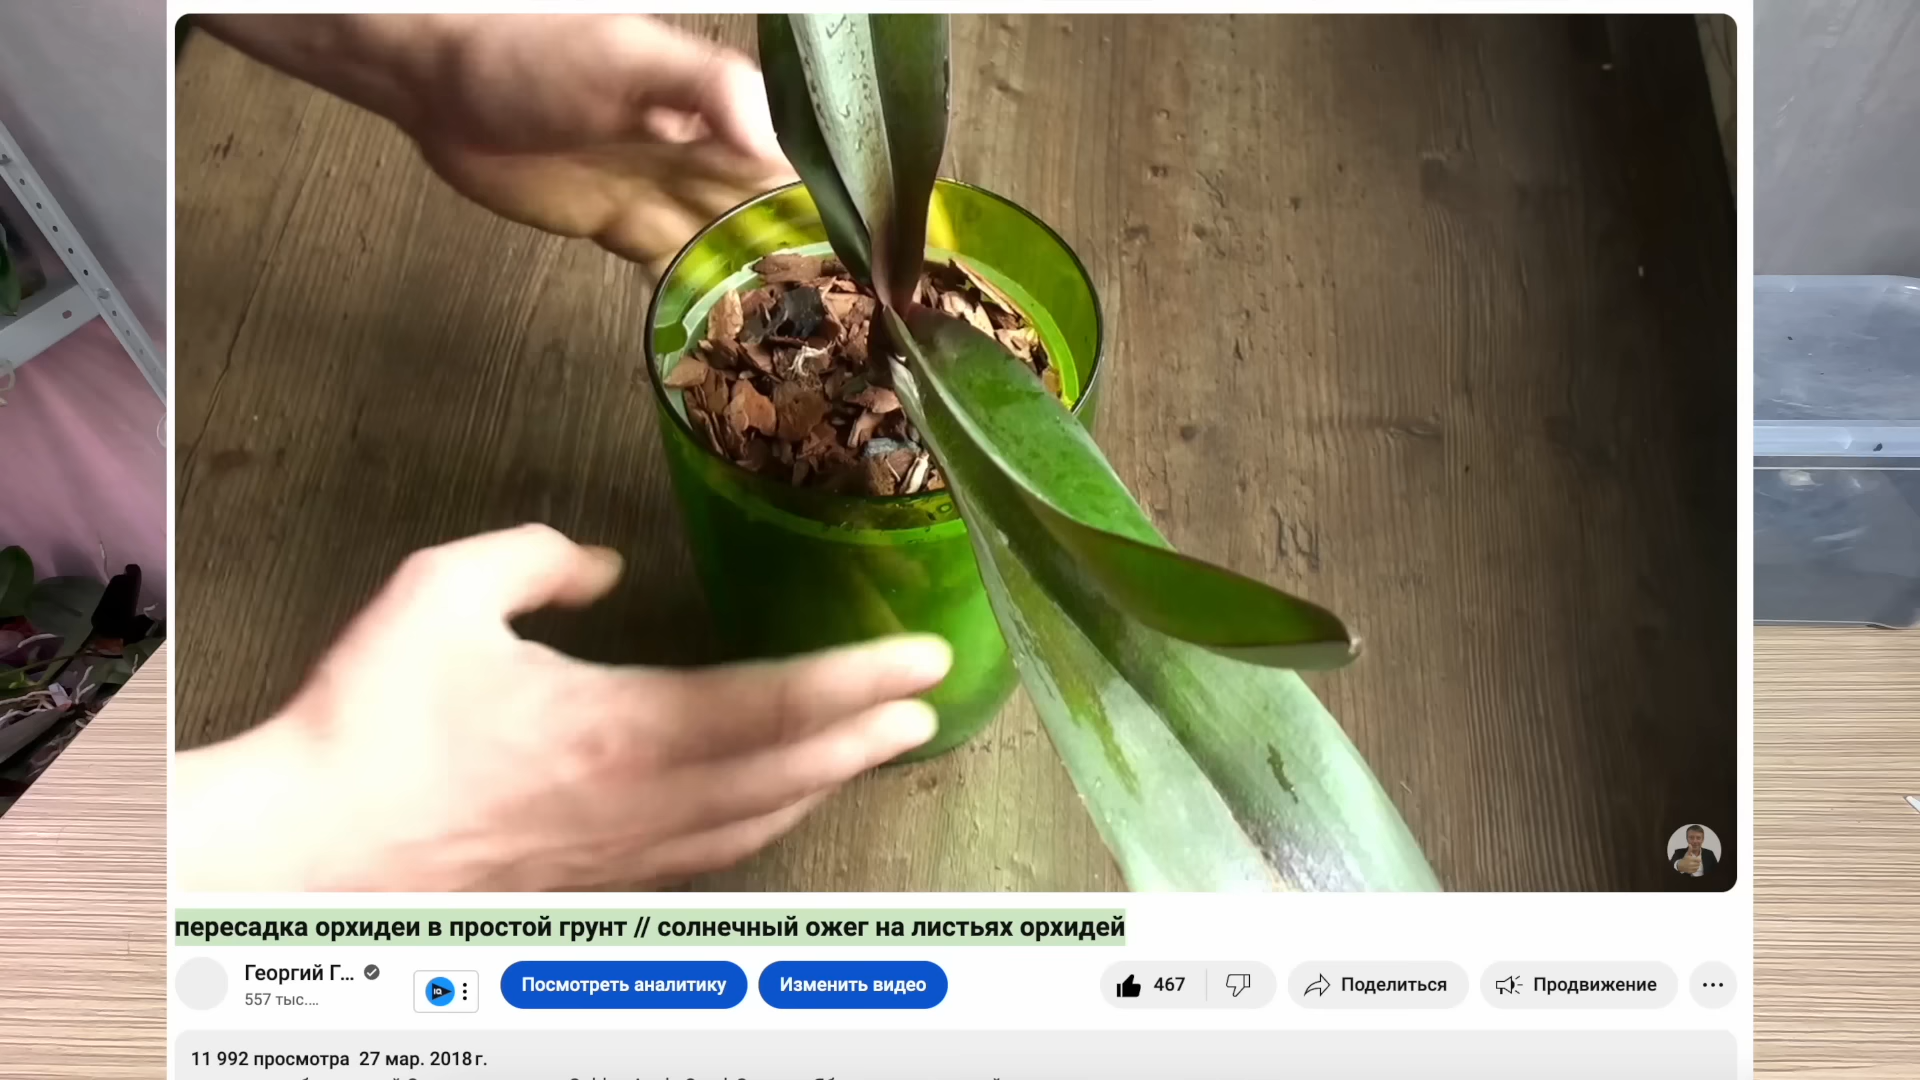 пересадка орхидеи в простой грунт // солнечный ожег на листьях орхидей
Георгий Г...
557 тыс....
IQ
Посмотреть аналитику
Изменить видео
467
Поделиться
Продвижение
11 992 просмотра 27 мар. 2018 г.